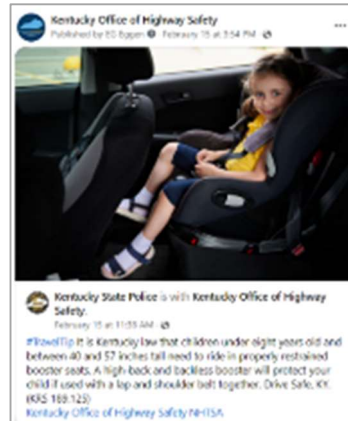 Kentucky Office of Highway Safety
Published by EG Eggen · February 15 at 3:54 PM ·
Kentucky State Police is with Kentucky Office of Highway
Safety.
February 15 at 11:35 AM ·
#TravelTip It is Kentucky law that children under eight years old and
between 40 and 57 inches tall need to ride in properly restrained
booster seats. A high-back and backless booster will protect your
child if used with a lap and shoulder belt together. Drive Safe, KY.
(KRS 189.125)
Kentucky Office of Highway Safety NHTSA